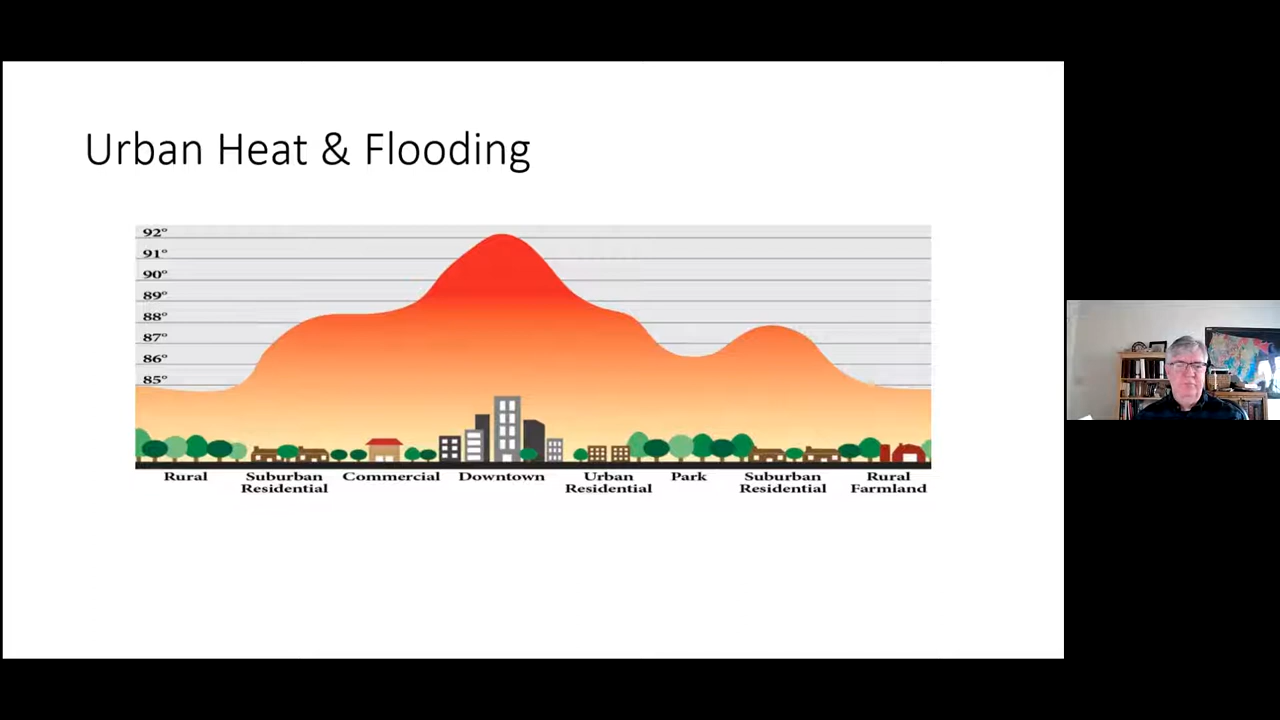 Urban Heat & Flooding
92°
91°
90°
89°
88°
87°
86°
85°
Rural
Suburban
Residential
Commercial
Downtown
Urban
Residential
Park
Suburban
Residential
Rural
Farmland